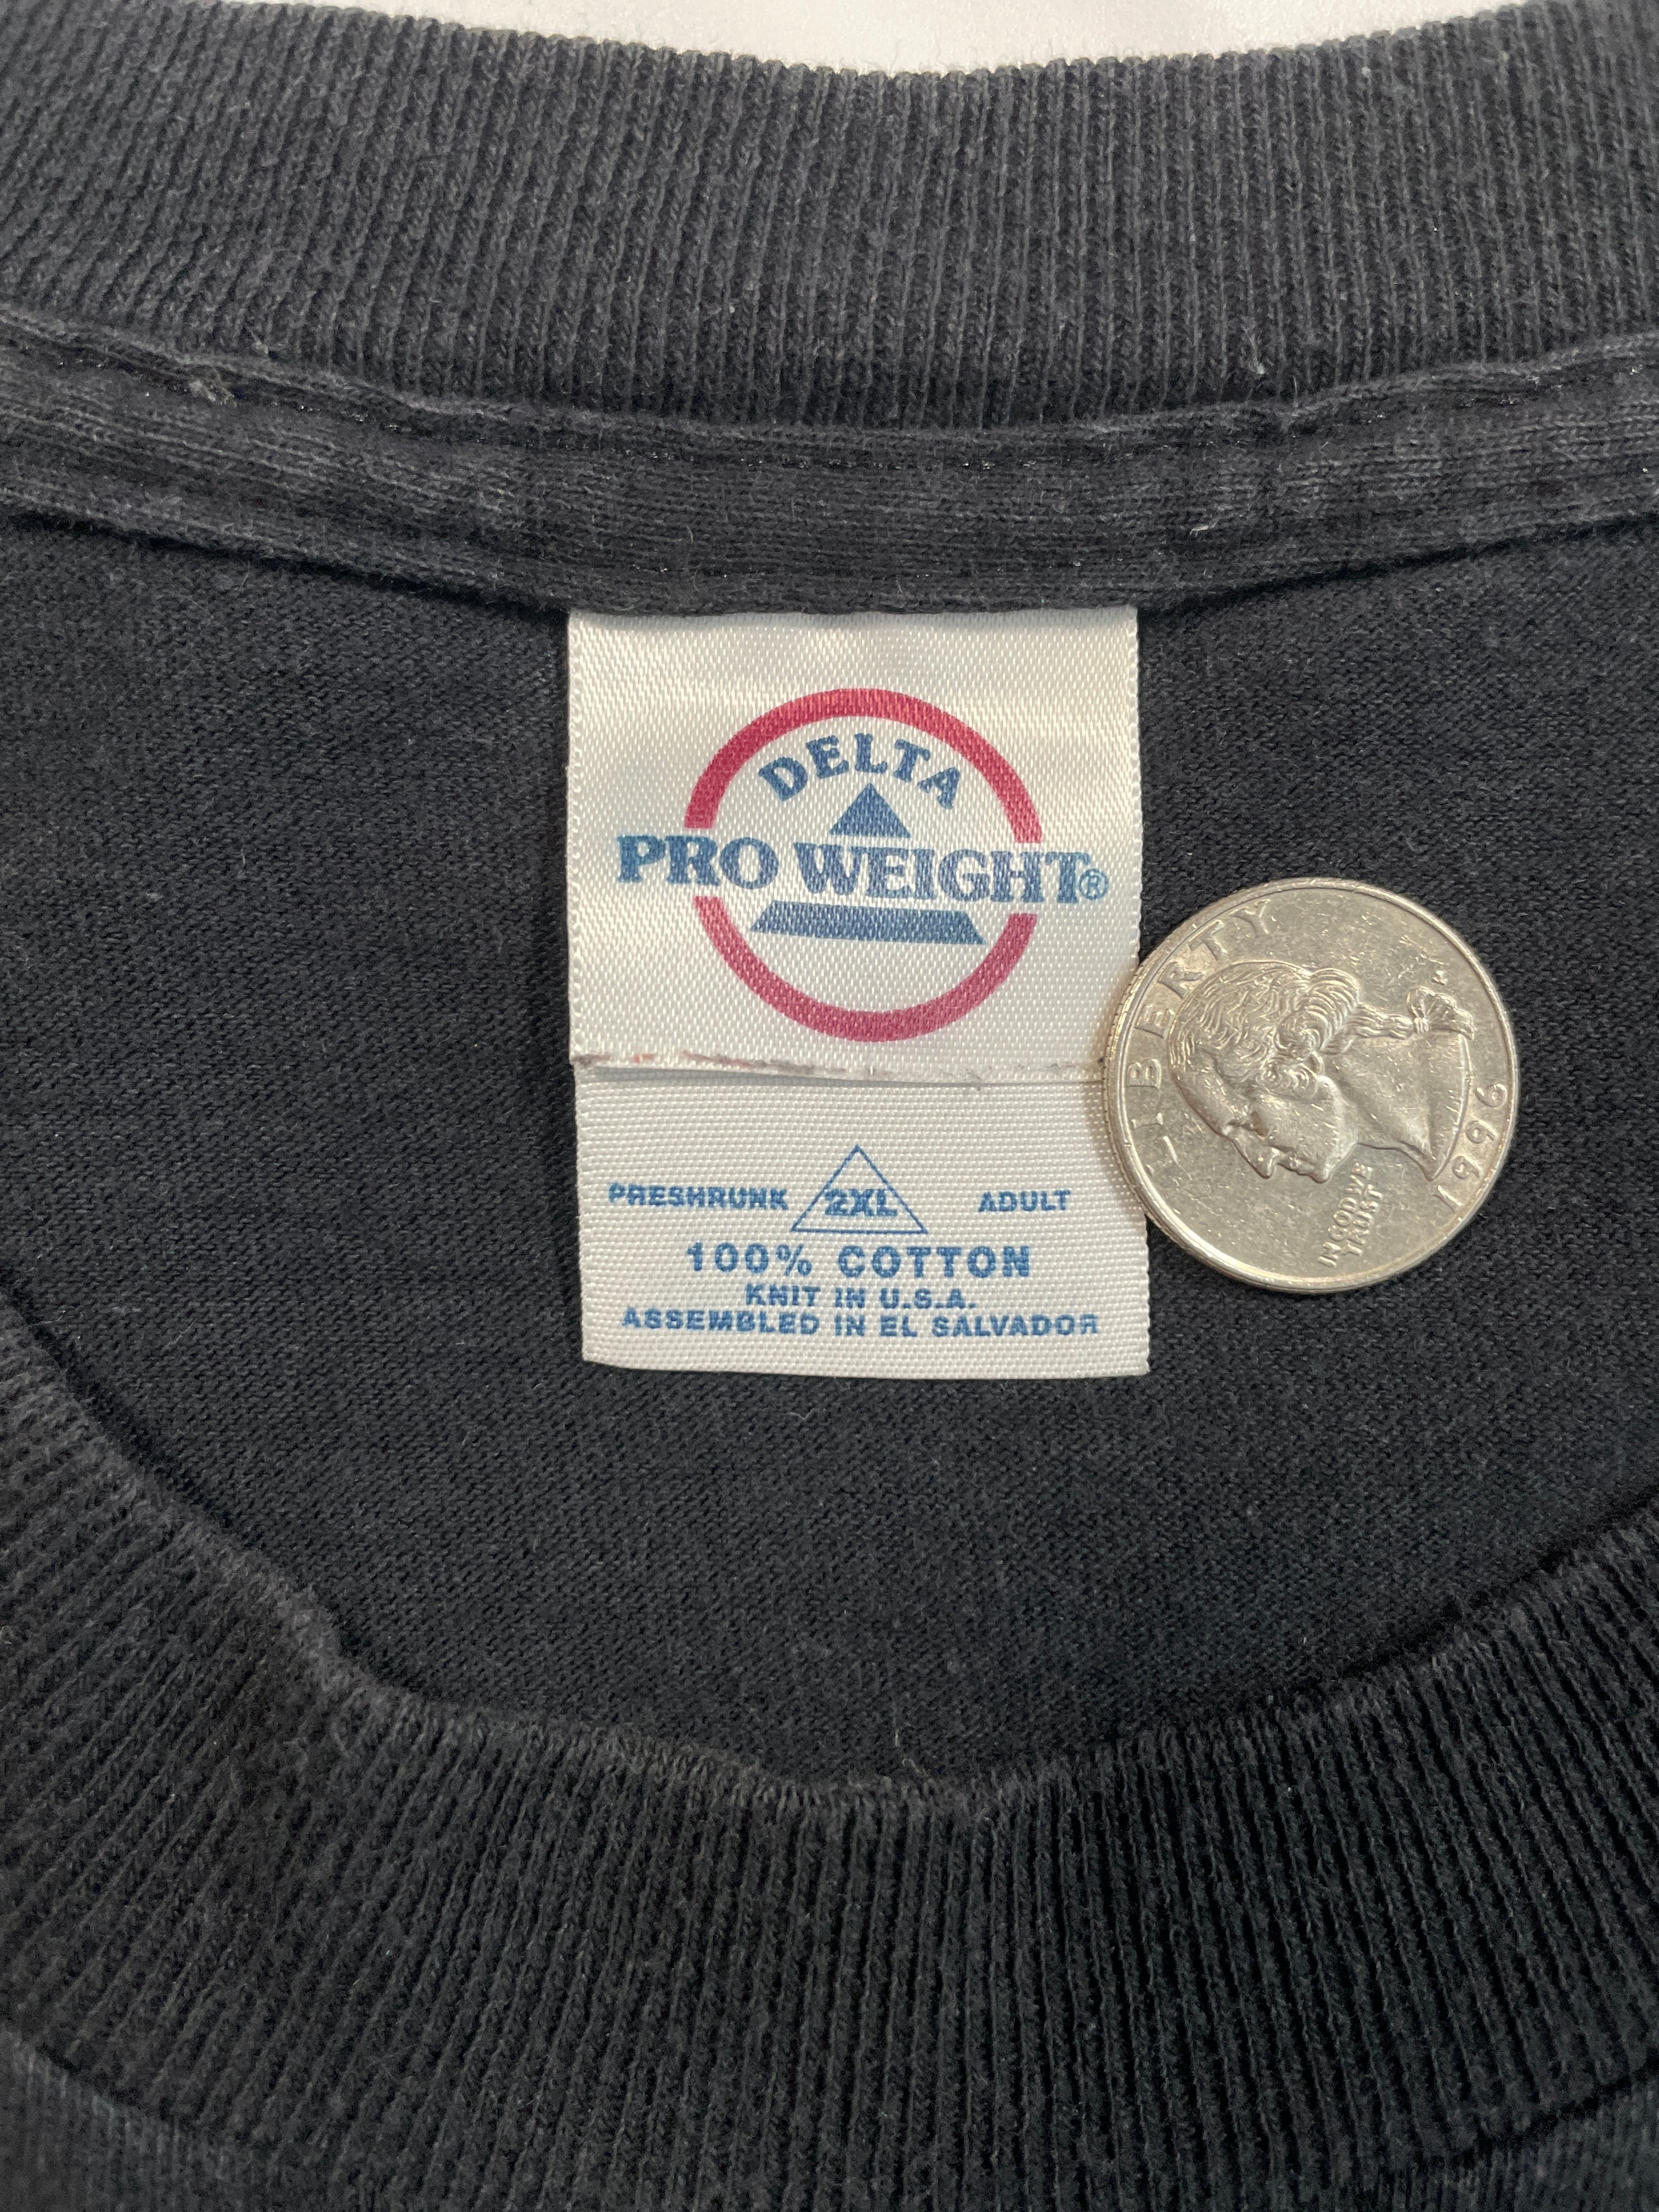 DELTA
PRO WEIGHT®
PRESHRUNK 2XL ADULT
100% COTTON
KNIT IN U.S.A.
ASSEMBLED IN EL SALVADOR
LIBERTY
IN GOD WE
TRUST
1996